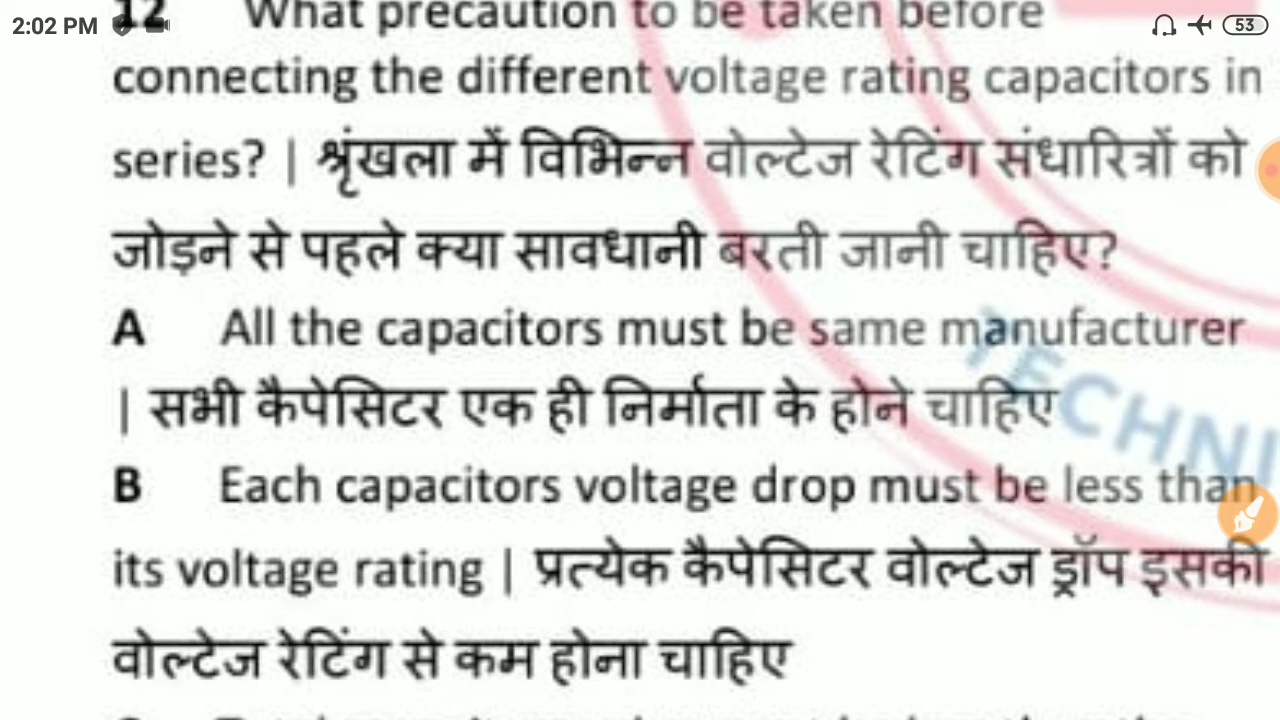 2:02 PM
53
12 What precaution to be taken before
connecting the different voltage rating capacitors in
series? | श्रृंखला में विभिन्न वोल्टेज रेटिंग संधारित्रों को
जोड़ने से पहले क्या सावधानी बरती जानी चाहिए?
A All the capacitors must be same manufacturer
| सभी कैपेसिटर एक ही निर्माता के होने चाहिए
TECHNI
B Each capacitors voltage drop must be less than
its voltage rating | प्रत्येक कैपेसिटर वोल्टेज ड्रॉप इसकी
वोल्टेज रेटिंग से कम होना चाहिए